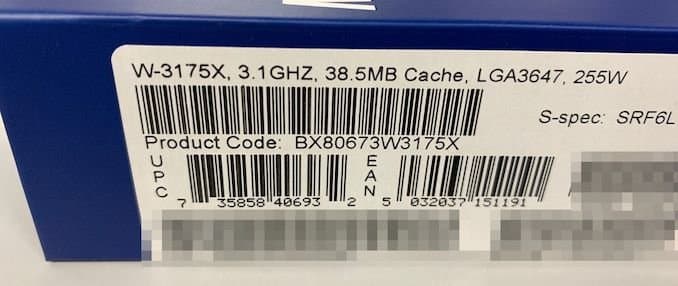 W-3175X, 3.1GHZ, 38.5MB Cache, LGA3647, 255W
S-spec: SRF6L
Product Code: BX80673W3175X
UPC
EAN
7 35858 40693 2
5 032037 151191